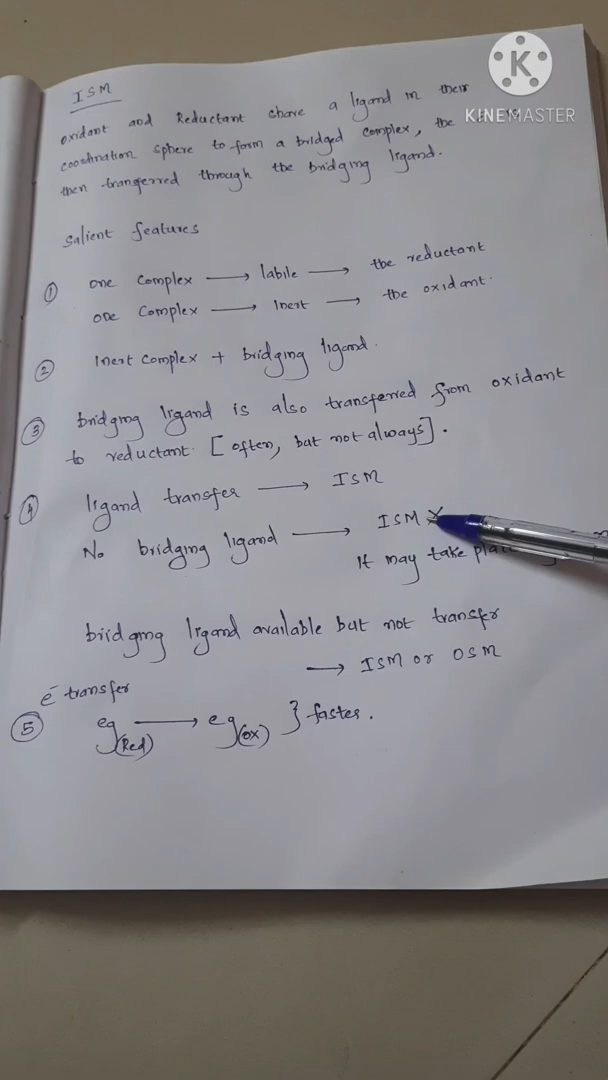 K
KINEMASTER
ISM
oxidant and Reductant share a ligand in their
coordination sphere to form a bridged complex, the
then transferred through the bridging ligand.
Salient features
① one complex → labile → the reductant
one complex → Inert → the oxidant.
② Inert complex + bridging ligand.
③ bridging ligand is also transferred from oxidant
to reductant [often, but not always].
④ ligand transfer → ISM
No bridging ligand → ISM X
It may take
bridging ligand available but not transfer
→ ISM or OSM
e⁻ transfer
⑤ eg(Red) → eg(ox) } faster.